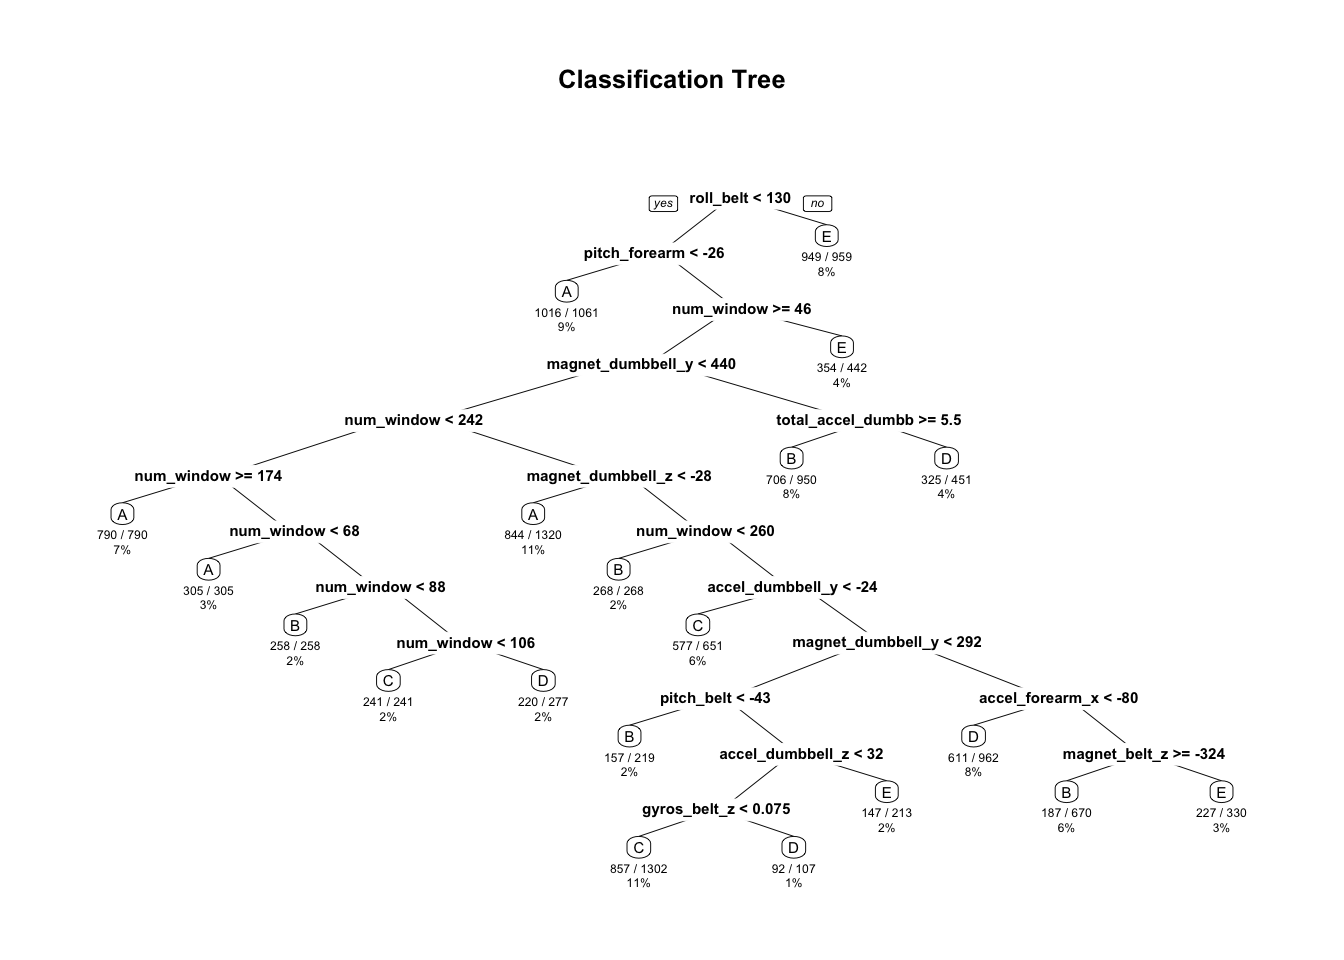 Classification Tree
yes
roll_belt < 130
no
E
949 / 959
8%
pitch_forearm < -26
A
1016 / 1061
9%
num_window >= 46
E
354 / 442
4%
magnet_dumbbell_y < 440
num_window < 242
total_accel_dumbb >= 5.5
B
706 / 950
8%
D
325 / 451
4%
num_window >= 174
magnet_dumbbell_z < -28
A
790 / 790
7%
num_window < 68
A
844 / 1320
11%
num_window < 260
A
305 / 305
3%
num_window < 88
B
268 / 268
2%
accel_dumbbell_y < -24
B
258 / 258
2%
num_window < 106
C
577 / 651
6%
magnet_dumbbell_y < 292
C
241 / 241
2%
D
220 / 277
2%
pitch_belt < -43
accel_forearm_x < -80
B
157 / 219
2%
accel_dumbbell_z < 32
D
611 / 962
8%
magnet_belt_z >= -324
gyros_belt_z < 0.075
E
147 / 213
2%
B
187 / 670
6%
E
227 / 330
3%
C
857 / 1302
11%
D
92 / 107
1%